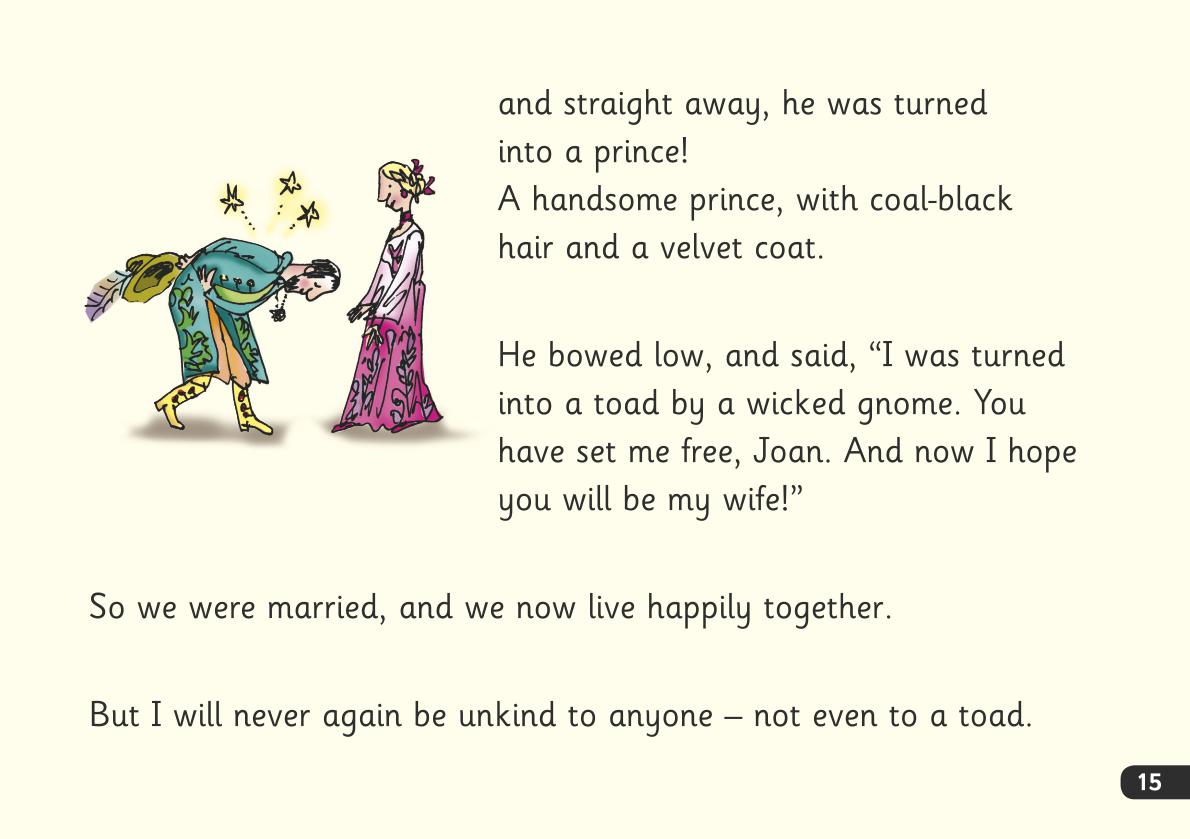 and straight away, he was turned
into a prince!
A handsome prince, with coal-black
hair and a velvet coat.
He bowed low, and said, “I was turned
into a toad by a wicked gnome. You
have set me free, Joan. And now I hope
you will be my wife!”
So we were married, and we now live happily together.
But I will never again be unkind to anyone – not even to a toad.
15